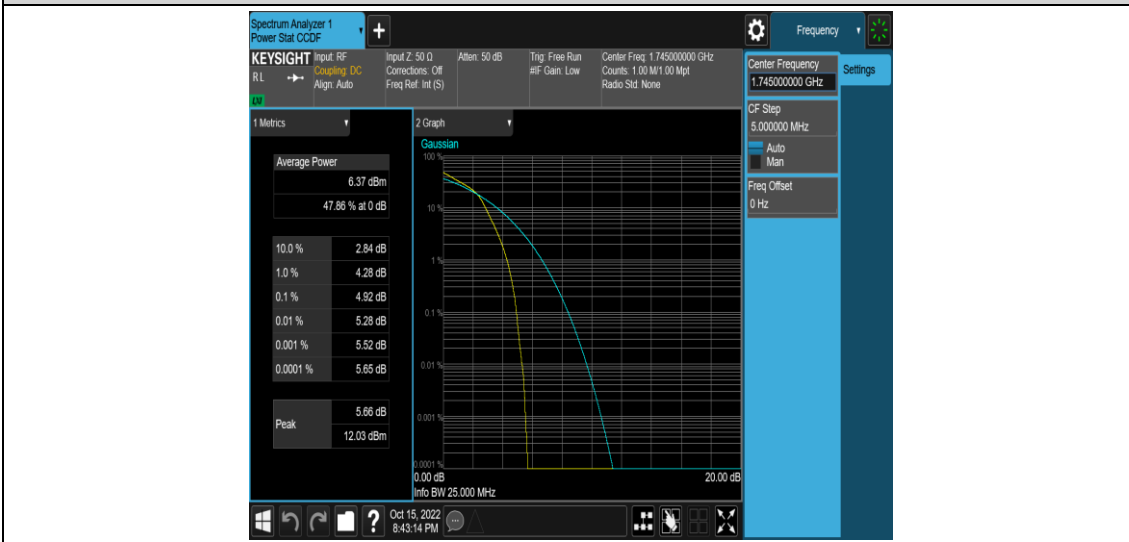 Spectrum Analyzer 1
Power Stat CCDF
+
Frequency
KEYSIGHT
RL
LXI
Input: RF
Coupling: DC
Align: Auto
Input Z: 50 Ω
Corrections: Off
Freq Ref: Int (S)
Atten: 50 dB
Trig: Free Run
#IF Gain: Low
Center Freq: 1.745000000 GHz
Counts: 1.00 M/1.00 Mpt
Radio Std: None
Center Frequency
1.745000000 GHz
Settings
CF Step
5.000000 MHz
Auto
Man
Freq Offset
0 Hz
1 Metrics
Average Power
6.37 dBm
47.86 % at 0 dB
10.0 % 2.84 dB
1.0 % 4.28 dB
0.1 % 4.92 dB
0.01 % 5.28 dB
0.001 % 5.52 dB
0.0001 % 5.65 dB
Peak
5.66 dB
12.03 dBm
2 Graph
Gaussian
100 %
10 %
1 %
0.1 %
0.01 %
0.001 %
0.0001 %
0.00 dB 20.00 dB
Info BW 25.000 MHz
?
Oct 15, 2022
8:43:14 PM